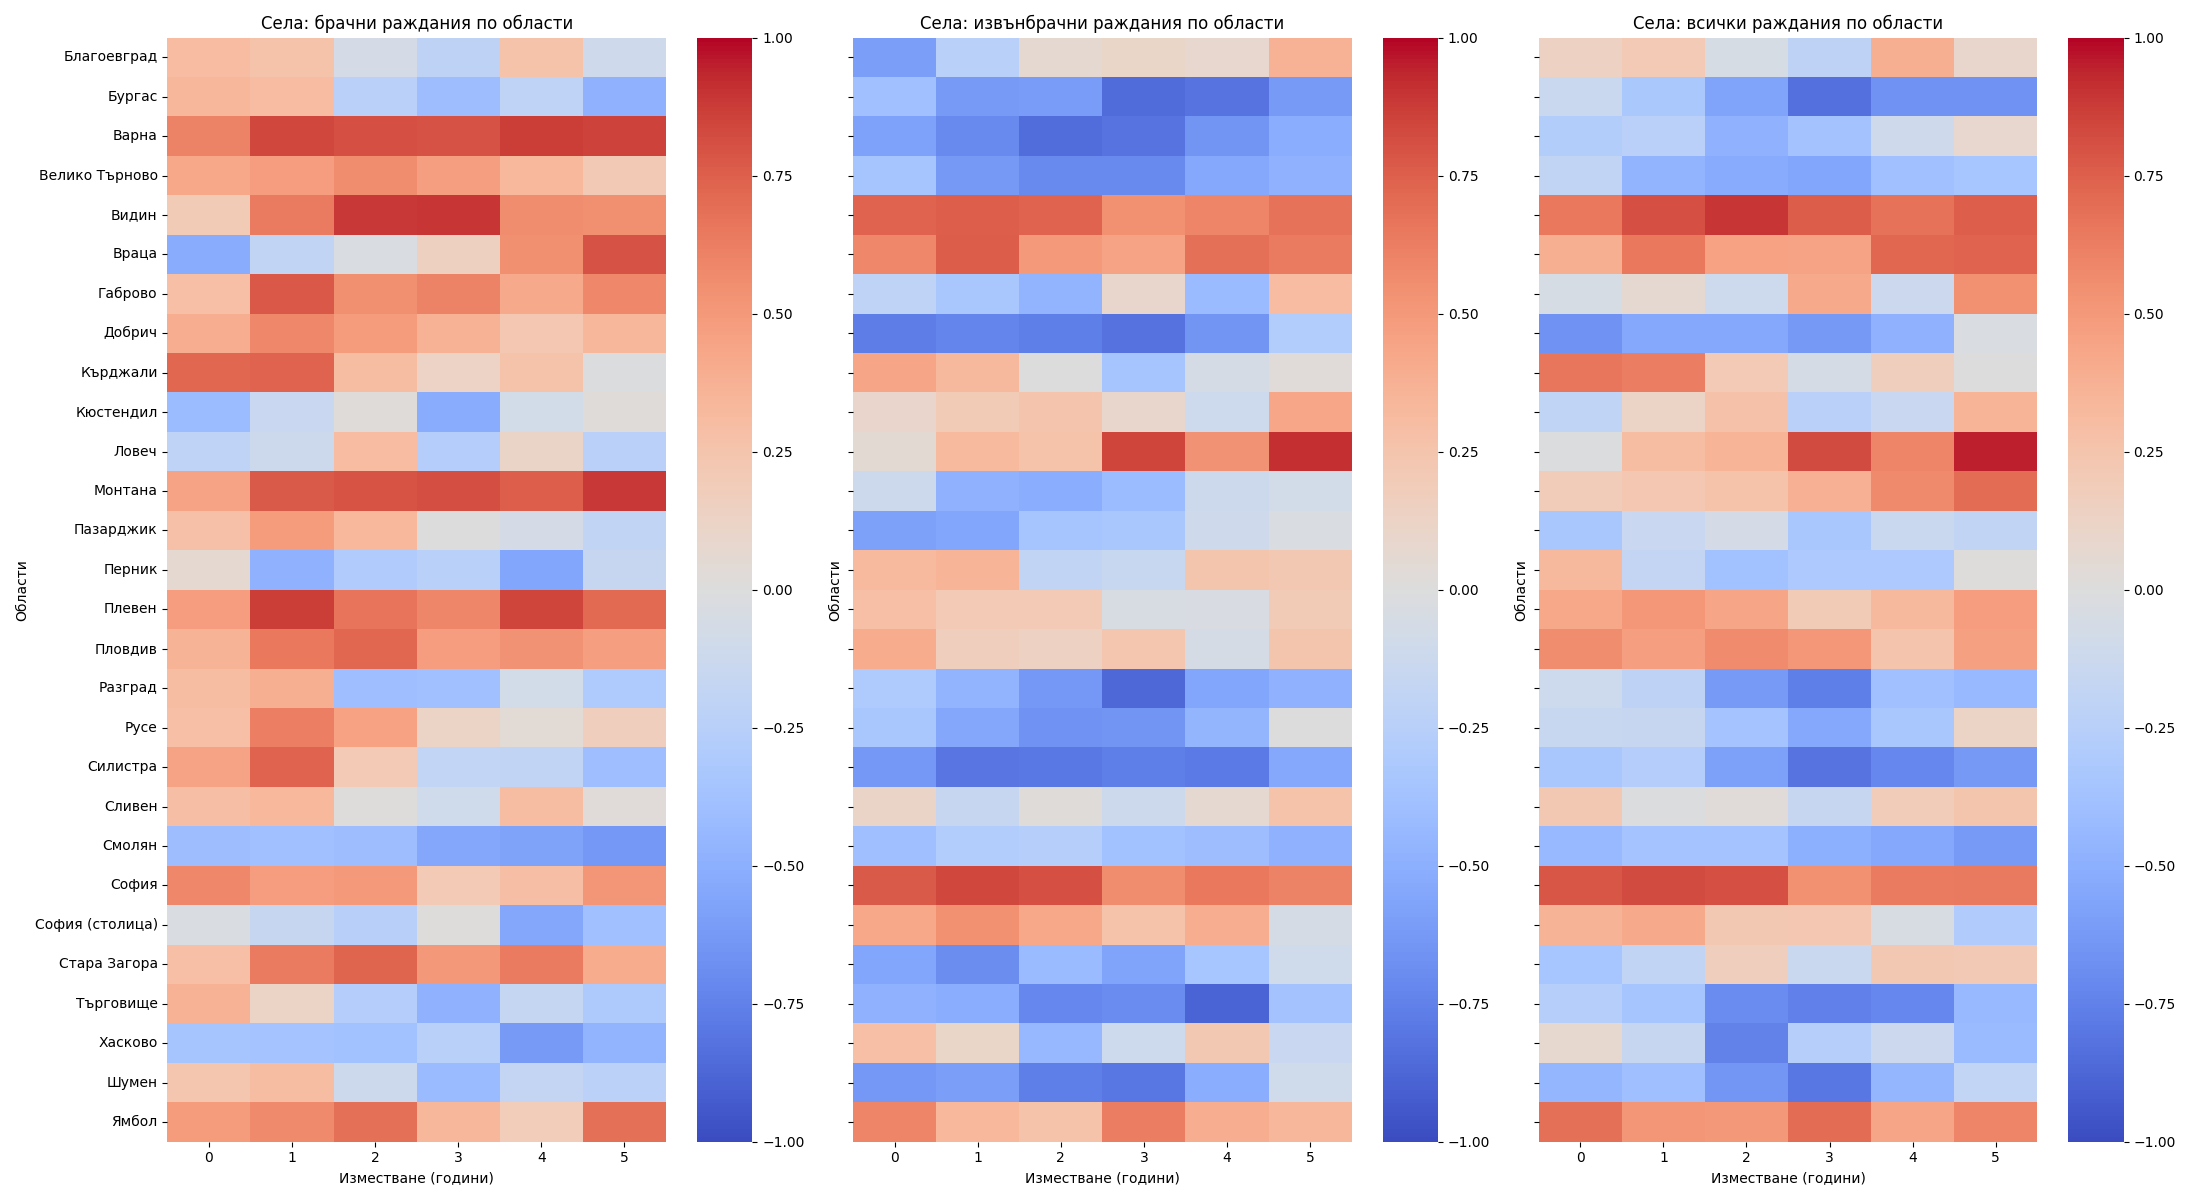 Села: брачни раждания по области
Села: извънбрачни раждания по области
Села: всички раждания по области
Области
Благоевград
Бургас
Варна
Велико Търново
Видин
Враца
Габрово
Добрич
Кърджали
Кюстендил
Ловеч
Монтана
Пазарджик
Перник
Плевен
Пловдив
Разград
Русе
Силистра
Сливен
Смолян
София
София (столица)
Стара Загора
Търговище
Хасково
Шумен
Ямбол
0 1 2 3 4 5
Изместване (години)
1.00
0.75
0.50
0.25
0.00
−0.25
−0.50
−0.75
−1.00
Области
0 1 2 3 4 5
Изместване (години)
1.00
0.75
0.50
0.25
0.00
−0.25
−0.50
−0.75
−1.00
Области
0 1 2 3 4 5
Изместване (години)
1.00
0.75
0.50
0.25
0.00
−0.25
−0.50
−0.75
−1.00